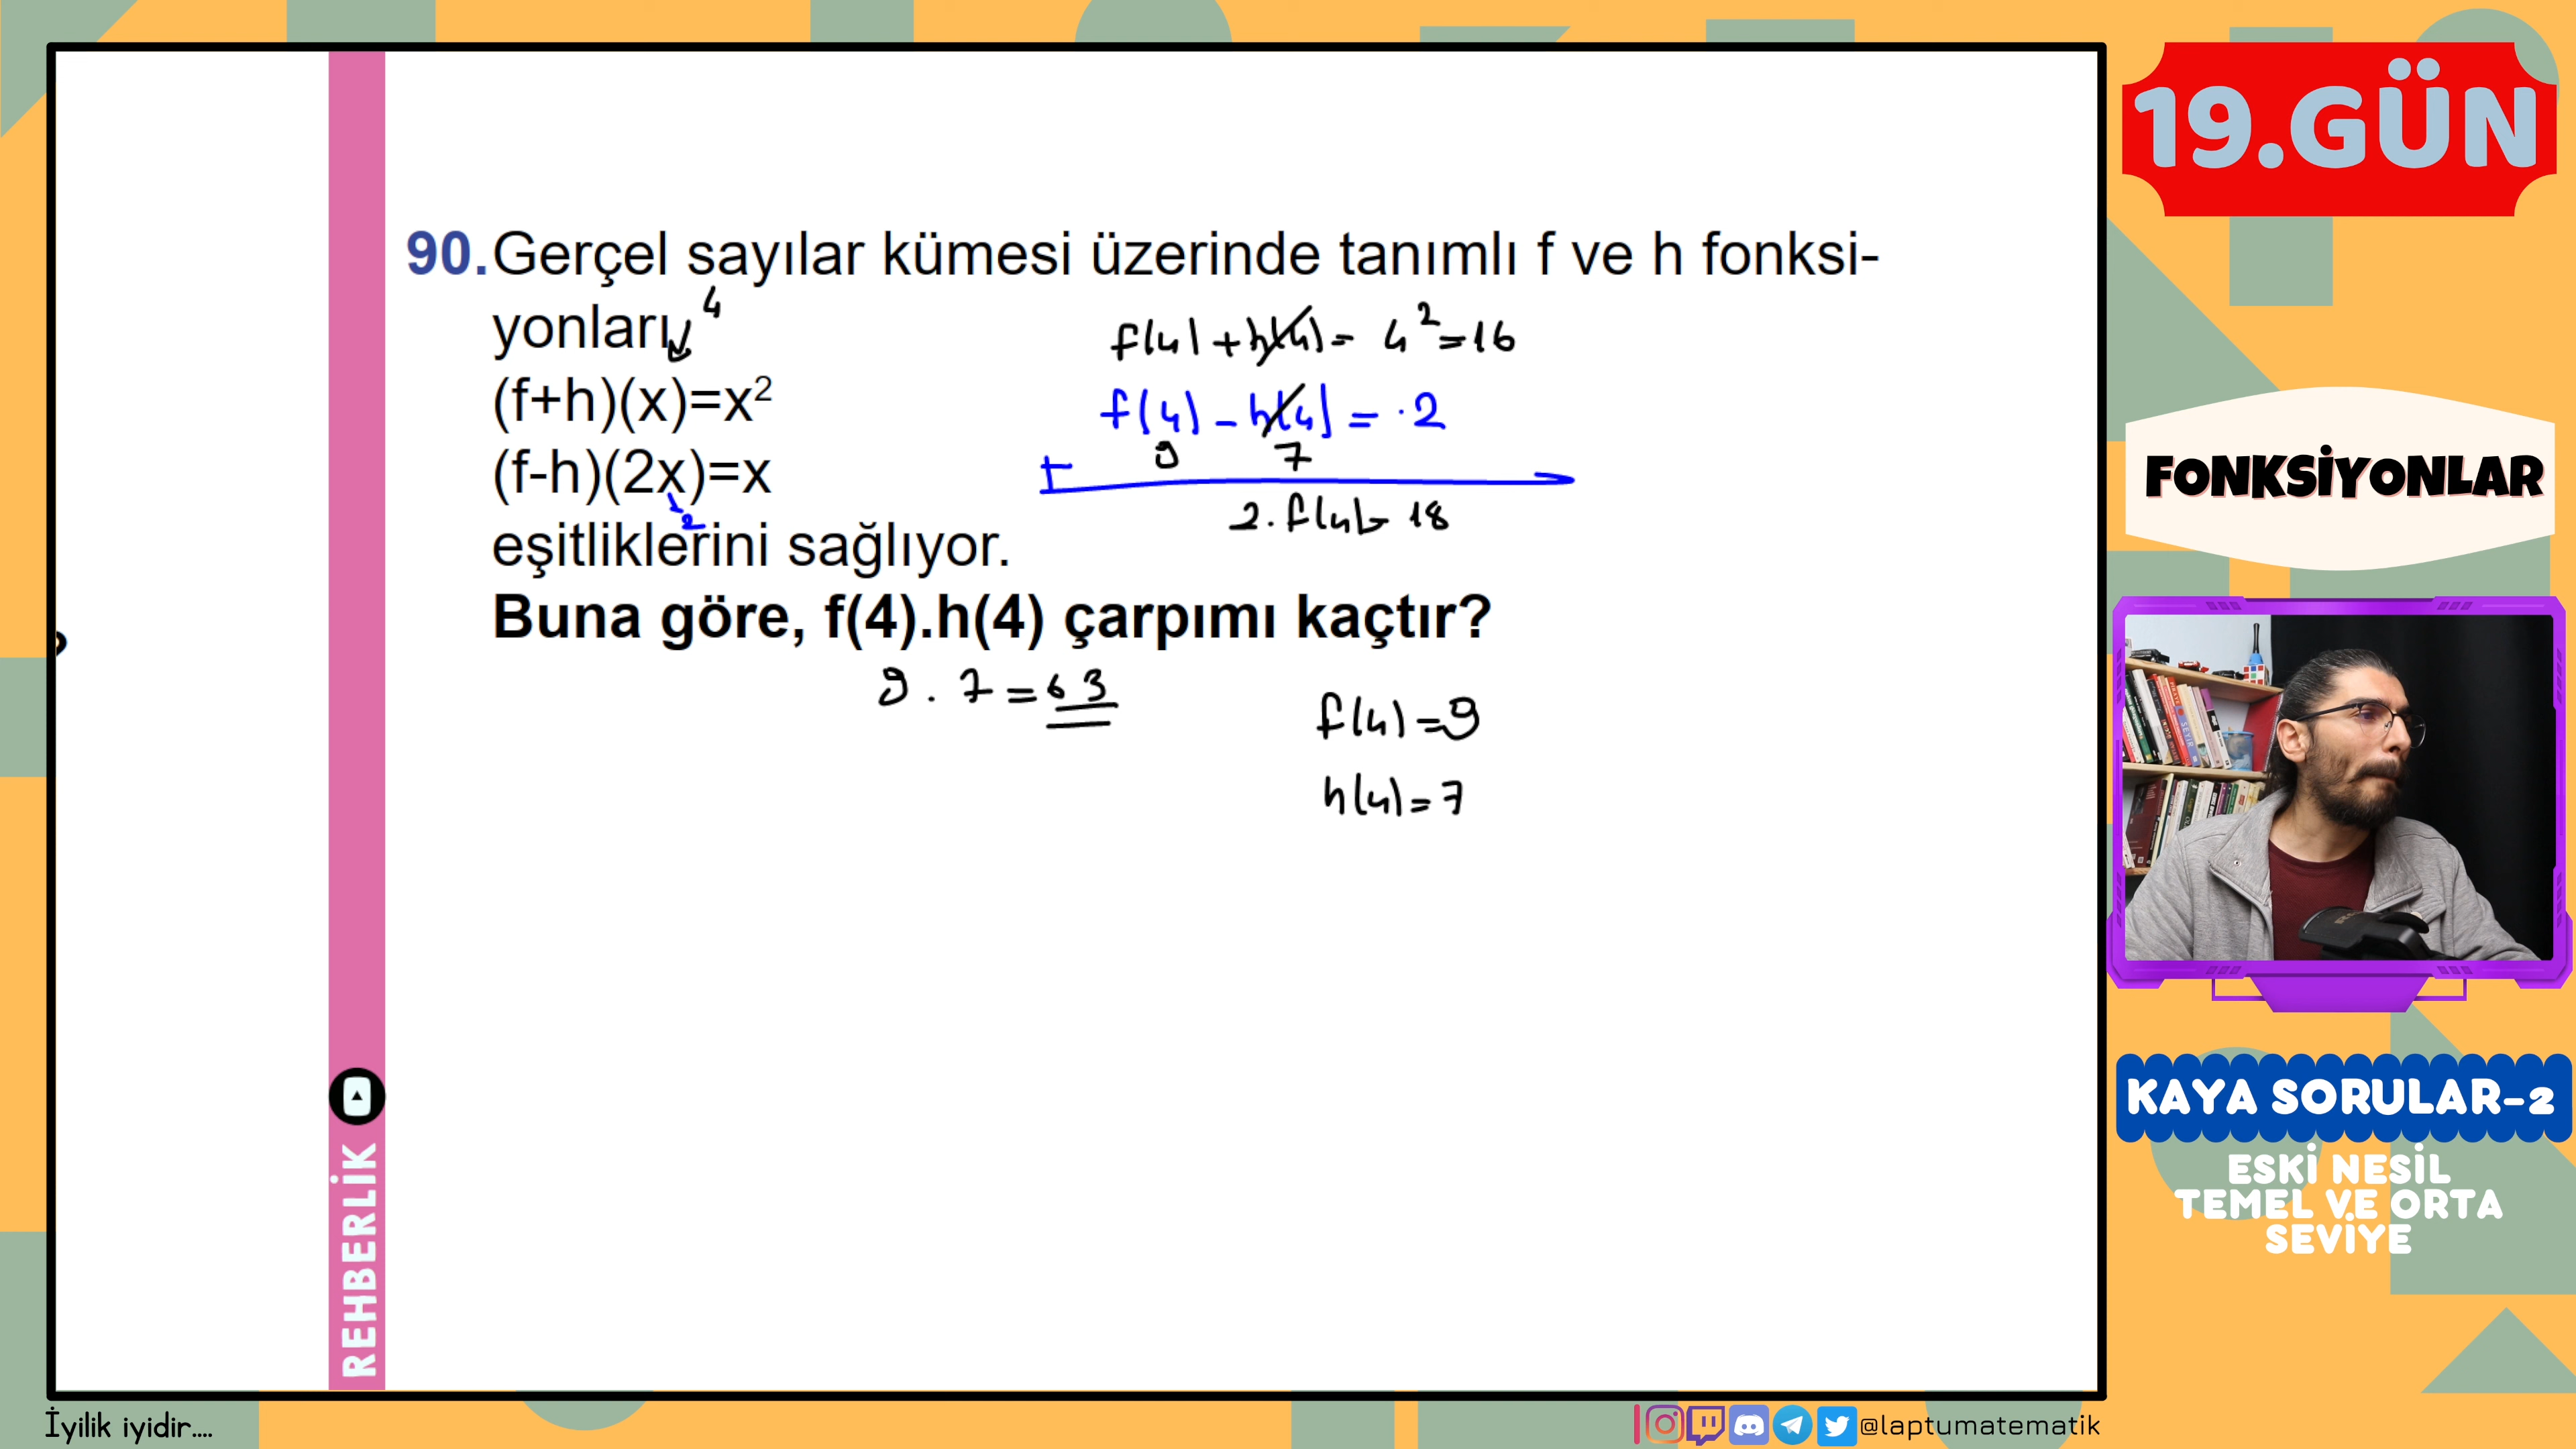 19.GÜN
90.Gerçel sayılar kümesi üzerinde tanımlı f ve h fonksi-
yonları
4
(f+h)(x)=x²
(f-h)(2x)=x
2
eşitliklerini sağlıyor.
Buna göre, f(4).h(4) çarpımı kaçtır?
9 . 7 = 63
f(4) + h(4) = 4² = 16
f(4) - h(4) = 2
9 7
+
2. f(4) = 18
f(4) = 9
h(4) = 7
FONKSİYONLAR
KAYA SORULAR-2
ESKİ NESİL
TEMEL VE ORTA
SEVİYE
REHBERLİK
İyilik iyidir....
@laptumatematik